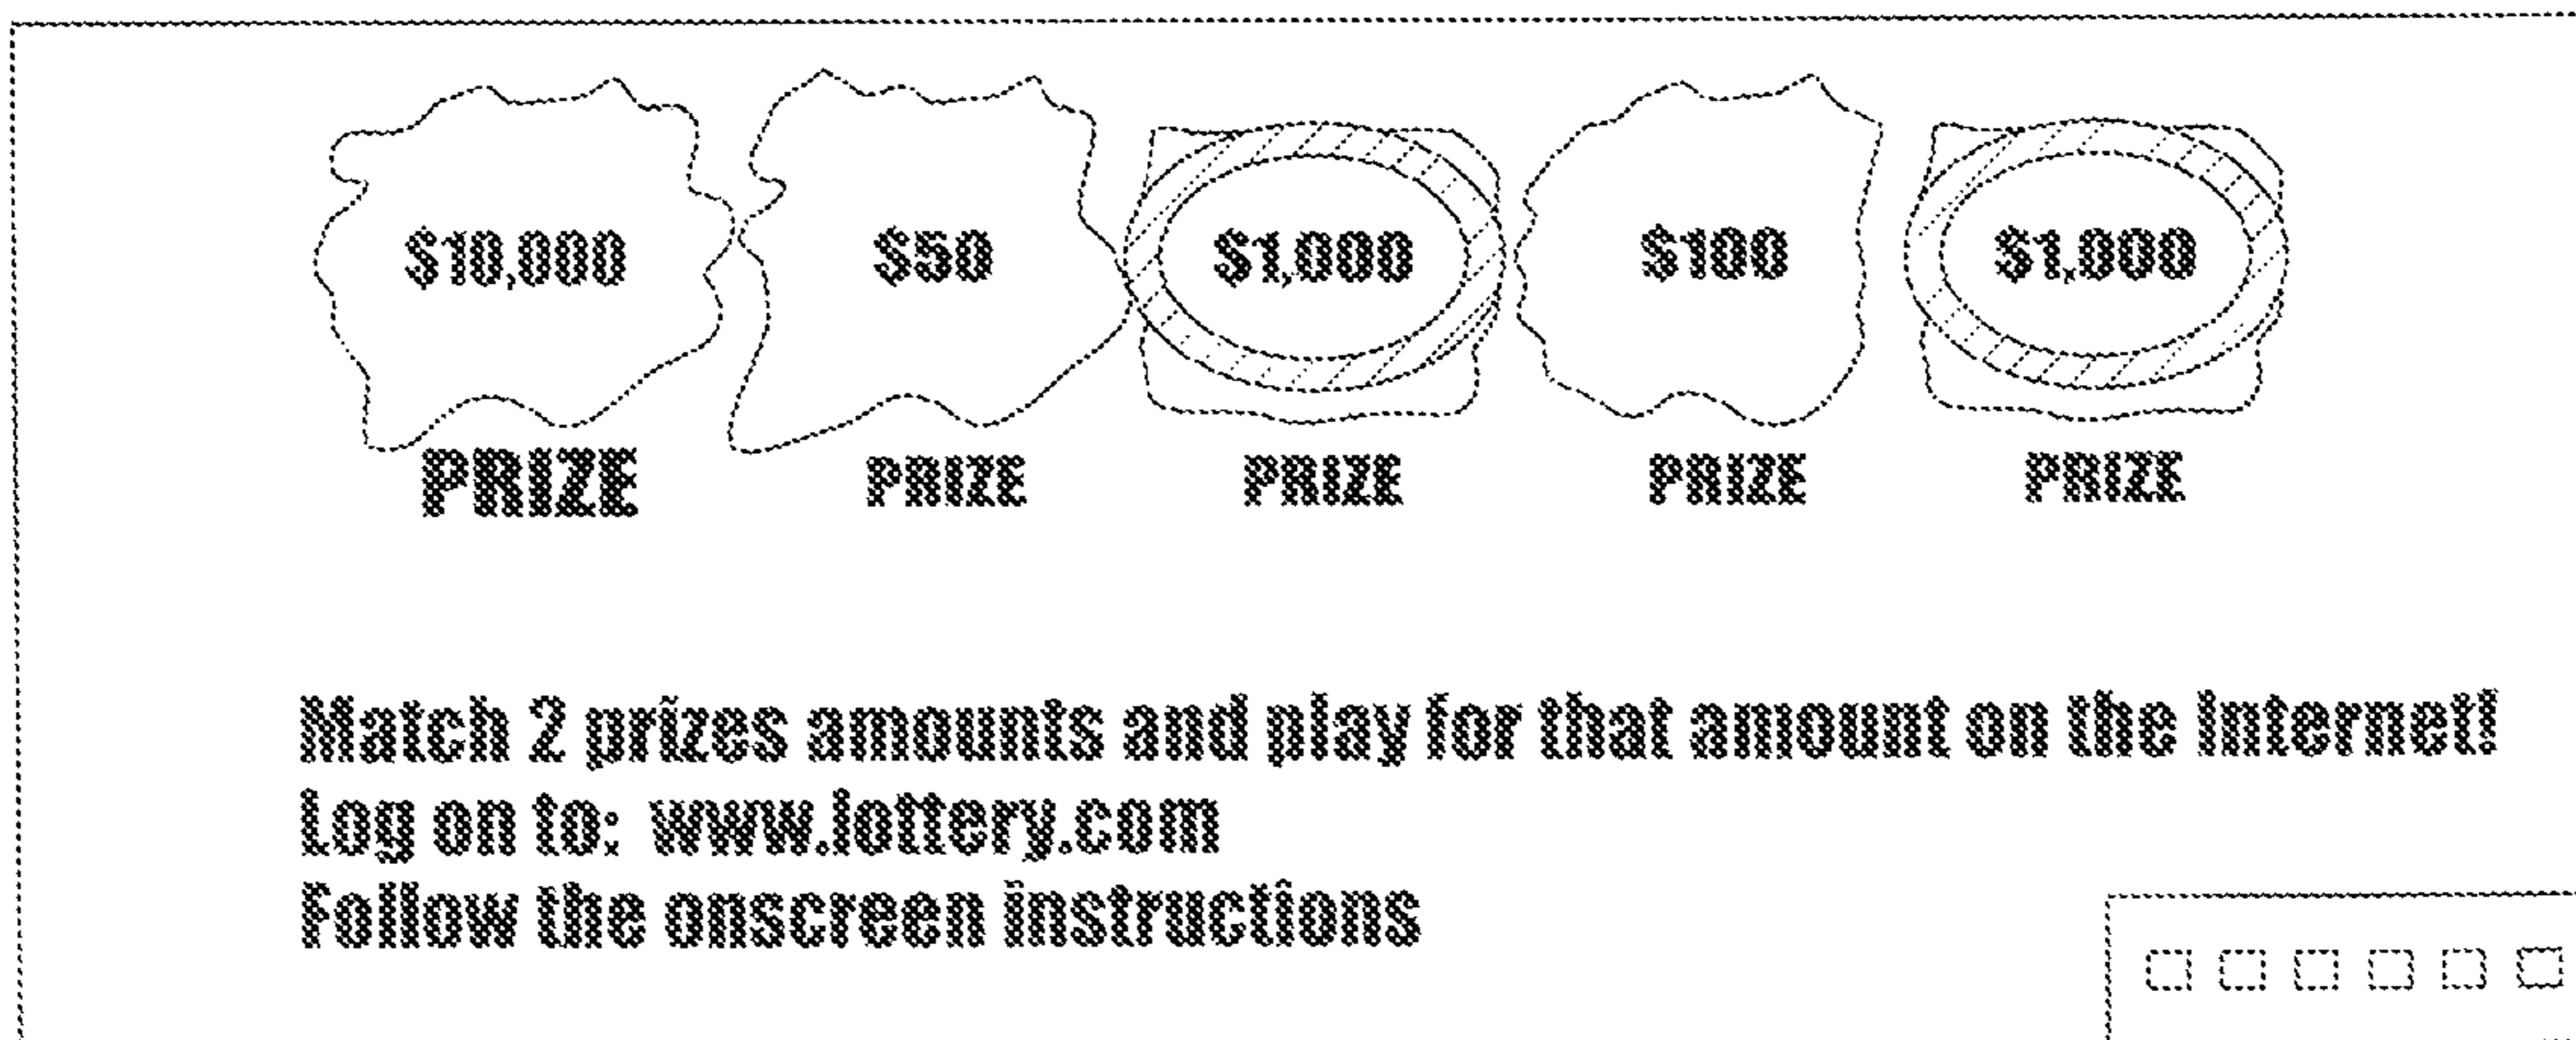 $10,000 $50 $1,000 $100 $1,000
PRIZE PRIZE PRIZE PRIZE PRIZE
Match 2 prizes amounts and play for that amount on the Internet!
Log on to: www.lottery.com
Follow the onscreen instructions